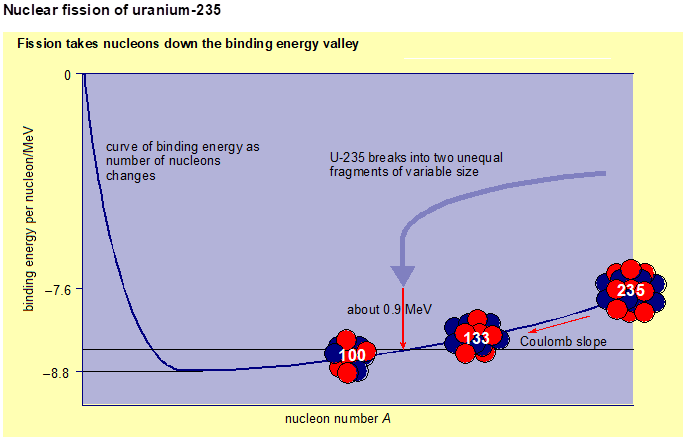 Nuclear fission of uranium-235
Fission takes nucleons down the binding energy valley
0
curve of binding energy as
number of nucleons
changes
U-235 breaks into two unequal
fragments of variable size
binding energy per nucleon/MeV
–7.6
235
about 0.9 MeV
133
Coulomb slope
100
–8.8
nucleon number A